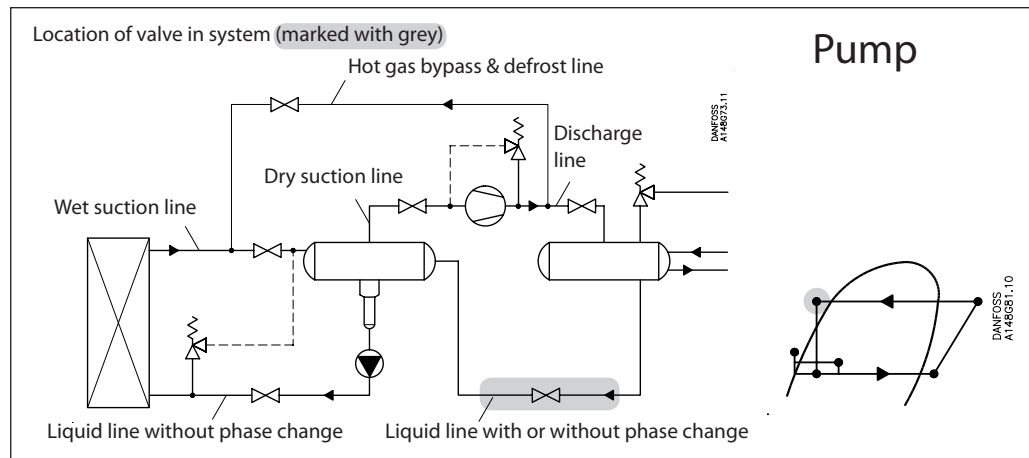 Location of valve in system (marked with grey)
Pump
Hot gas bypass & defrost line
DANFOSS
A148G73.11
Discharge
line
Dry suction line
Wet suction line
DANFOSS
A148G81.10
Liquid line without phase change
Liquid line with or without phase change